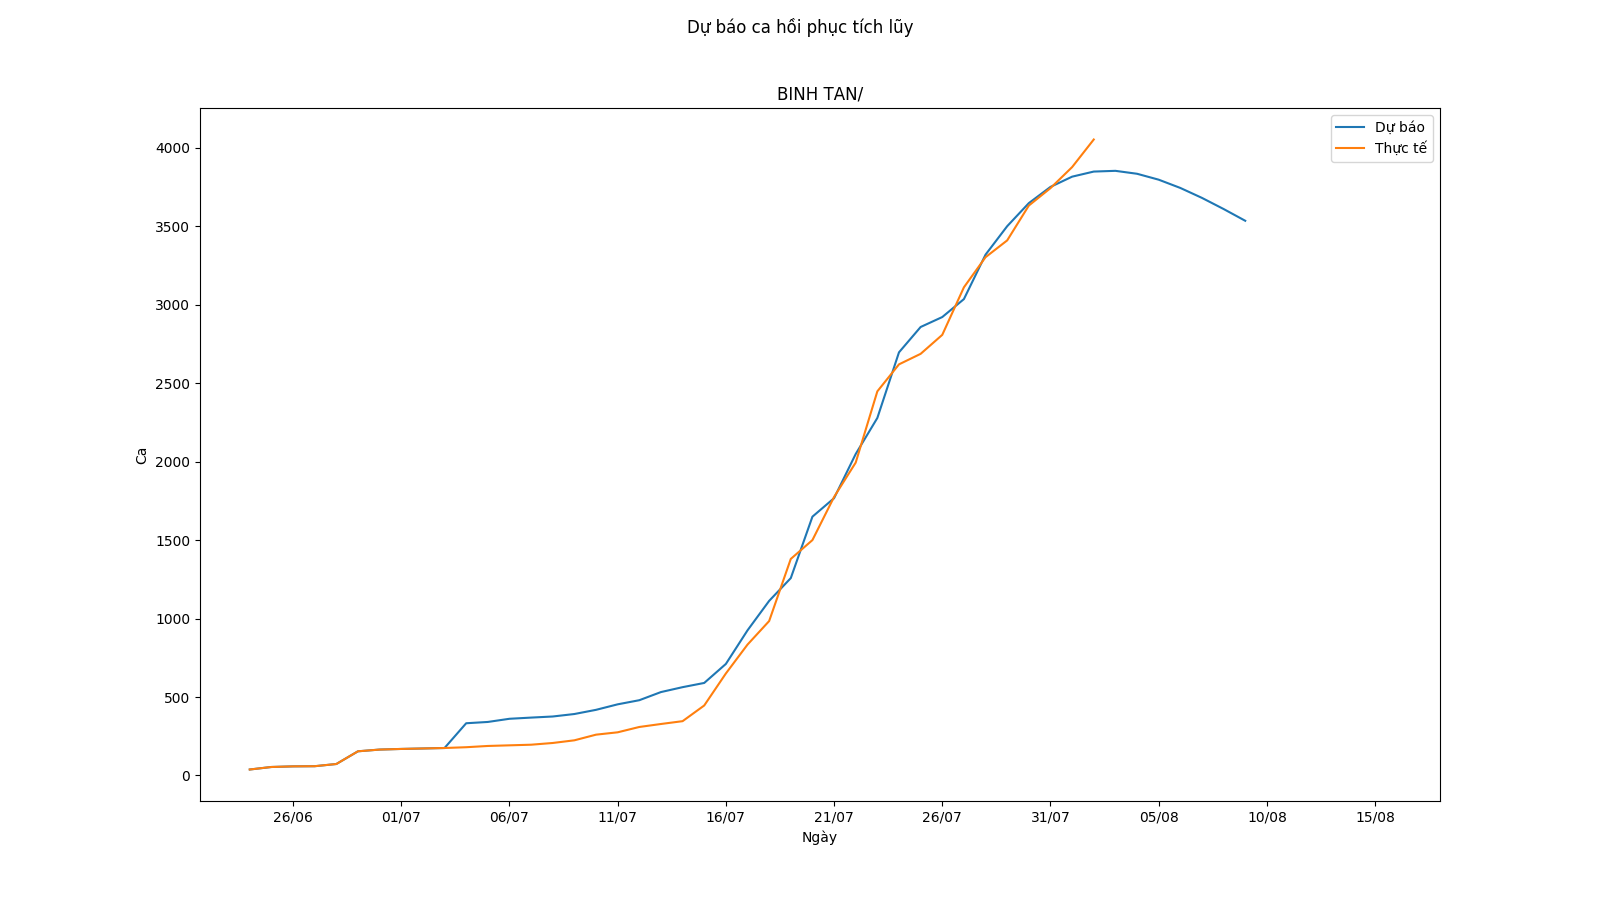 Dự báo ca hồi phục tích lũy
BINH TAN/
Dự báo
Thực tế
4000
3500
3000
2500
2000
1500
1000
500
0
Ca
26/06 01/07 06/07 11/07 16/07 21/07 26/07 31/07 05/08 10/08 15/08
Ngày